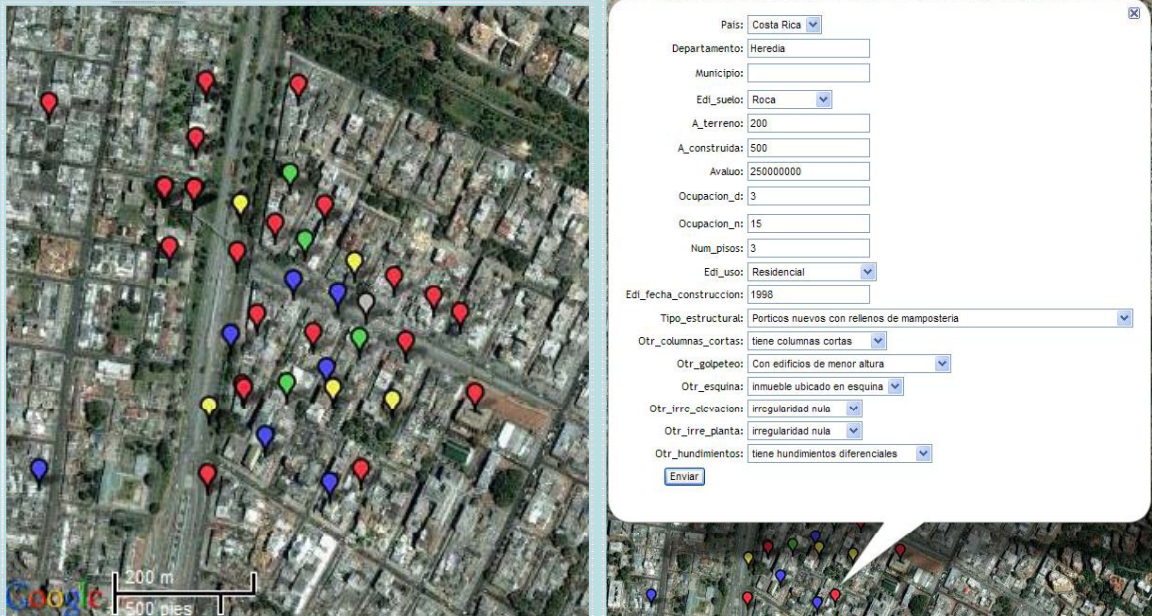 Google
200 m
500 pies
País: Costa Rica
Departamento: Heredia
Municipio:
Edi_suelo: Roca
A_terreno: 200
A_construida: 500
Avaluo: 250000000
Ocupacion_d: 3
Ocupacion_n: 15
Num_pisos: 3
Edi_uso: Residencial
Edi_fecha_construccion: 1998
Tipo_estructural: Porticos nuevos con rellenos de mamposteria
Otr_columnas_cortas: tiene columnas cortas
Otr_golpeteo: Con edificios de menor altura
Otr_esquina: inmueble ubicado en esquina
Otr_irre_elevacion: irregularidad nula
Otr_irre_planta: irregularidad nula
Otr_hundimientos: tiene hundimientos diferenciales
Enviar